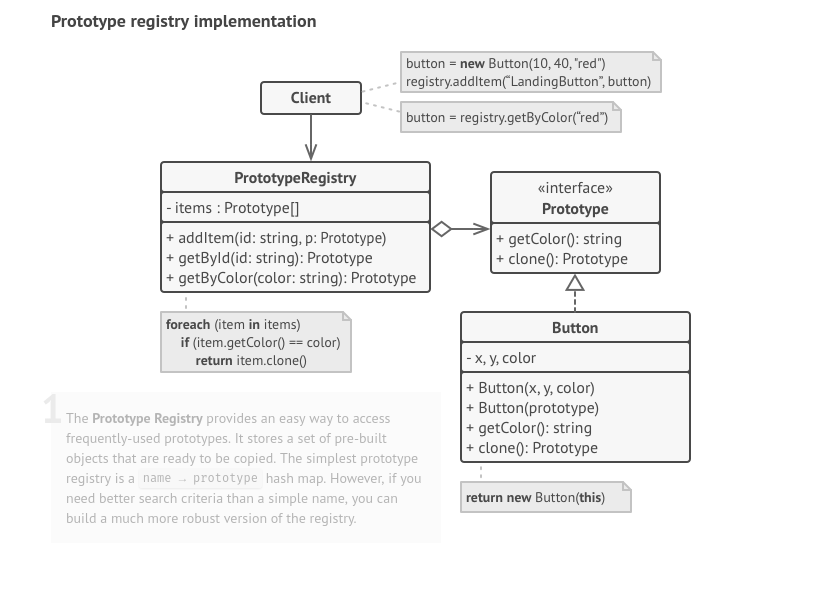 Prototype registry implementation
button = new Button(10, 40, "red")
registry.addItem(“LandingButton”, button)
Client
button = registry.getByColor(“red”)
PrototypeRegistry
- items : Prototype[]
+ addItem(id: string, p: Prototype)
+ getById(id: string): Prototype
+ getByColor(color: string): Prototype
«interface»
Prototype
+ getColor(): string
+ clone(): Prototype
foreach (item in items)
if (item.getColor() == color)
return item.clone()
Button
- x, y, color
+ Button(x, y, color)
+ Button(prototype)
+ getColor(): string
+ clone(): Prototype
return new Button(this)
1
The Prototype Registry provides an easy way to access
frequently-used prototypes. It stores a set of pre-built
objects that are ready to be copied. The simplest prototype
registry is a name → prototype hash map. However, if you
need better search criteria than a simple name, you can
build a much more robust version of the registry.